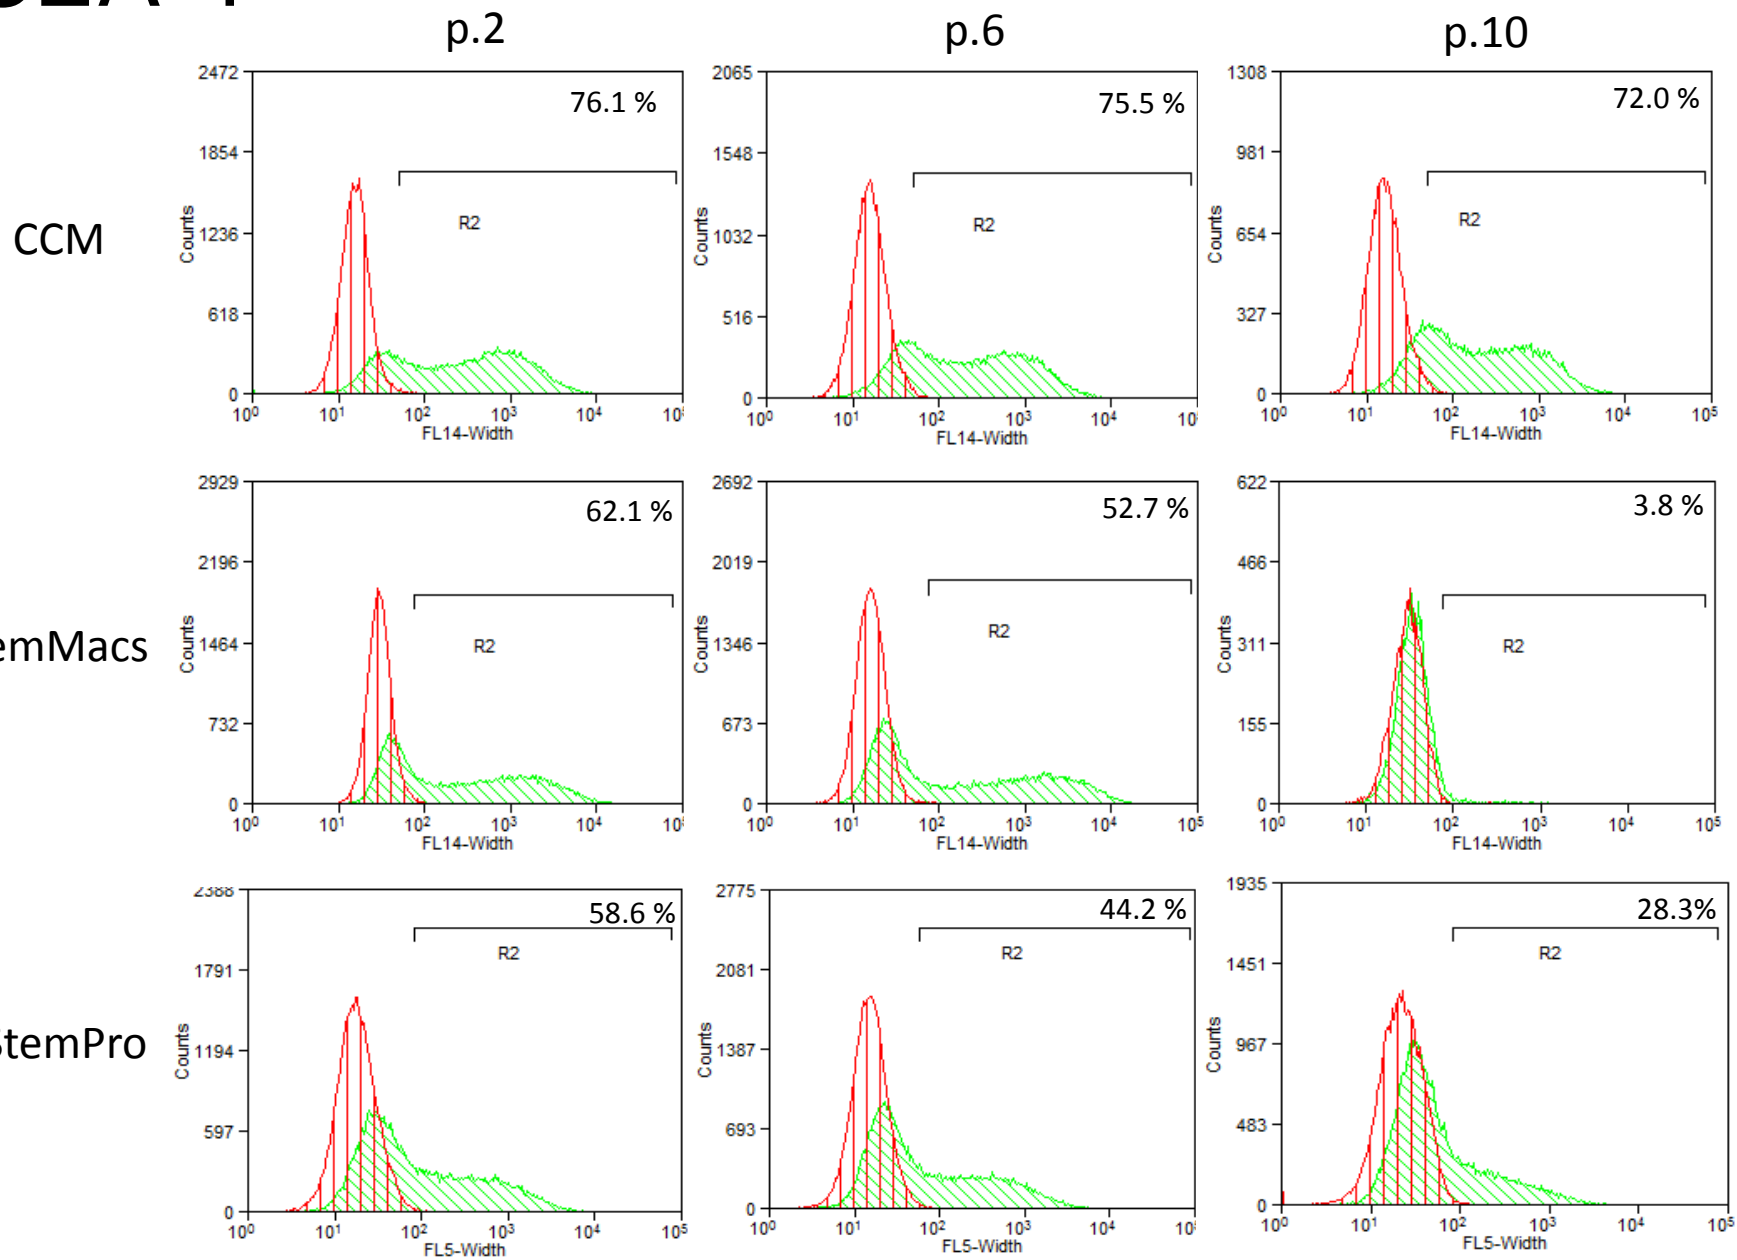 p.2 p.6 p.10
CCM
2472
1854
1236
618
0
Counts
76.1 %
R2
10⁰ 10¹ 10² 10³ 10⁴
FL14-Width
2065
1548
1032
516
0
Counts
75.5 %
R2
10⁰ 10¹ 10² 10³ 10⁴
FL14-Width
1308
981
654
327
0
Counts
72.0 %
R2
10⁰ 10¹ 10² 10³ 10⁴ 10⁵
FL14-Width
emMacs
2929
2196
1464
732
0
Counts
62.1 %
R2
10⁰ 10¹ 10² 10³ 10⁴
FL14-Width
2692
2019
1346
673
0
Counts
52.7 %
R2
10⁰ 10¹ 10² 10³ 10⁴ 10⁵
FL14-Width
622
466
311
155
0
Counts
3.8 %
R2
10⁰ 10¹ 10² 10³ 10⁴ 10⁵
FL14-Width
StemPro
2388
1791
1194
597
0
Counts
58.6 %
R2
10⁰ 10¹ 10² 10³ 10⁴ 10⁵
FL5-Width
2775
2081
1387
693
0
Counts
44.2 %
R2
10⁰ 10¹ 10² 10³ 10⁴
FL5-Width
1935
1451
967
483
0
Counts
28.3%
R2
10⁰ 10¹ 10² 10³ 10⁴ 10⁵
FL5-Width